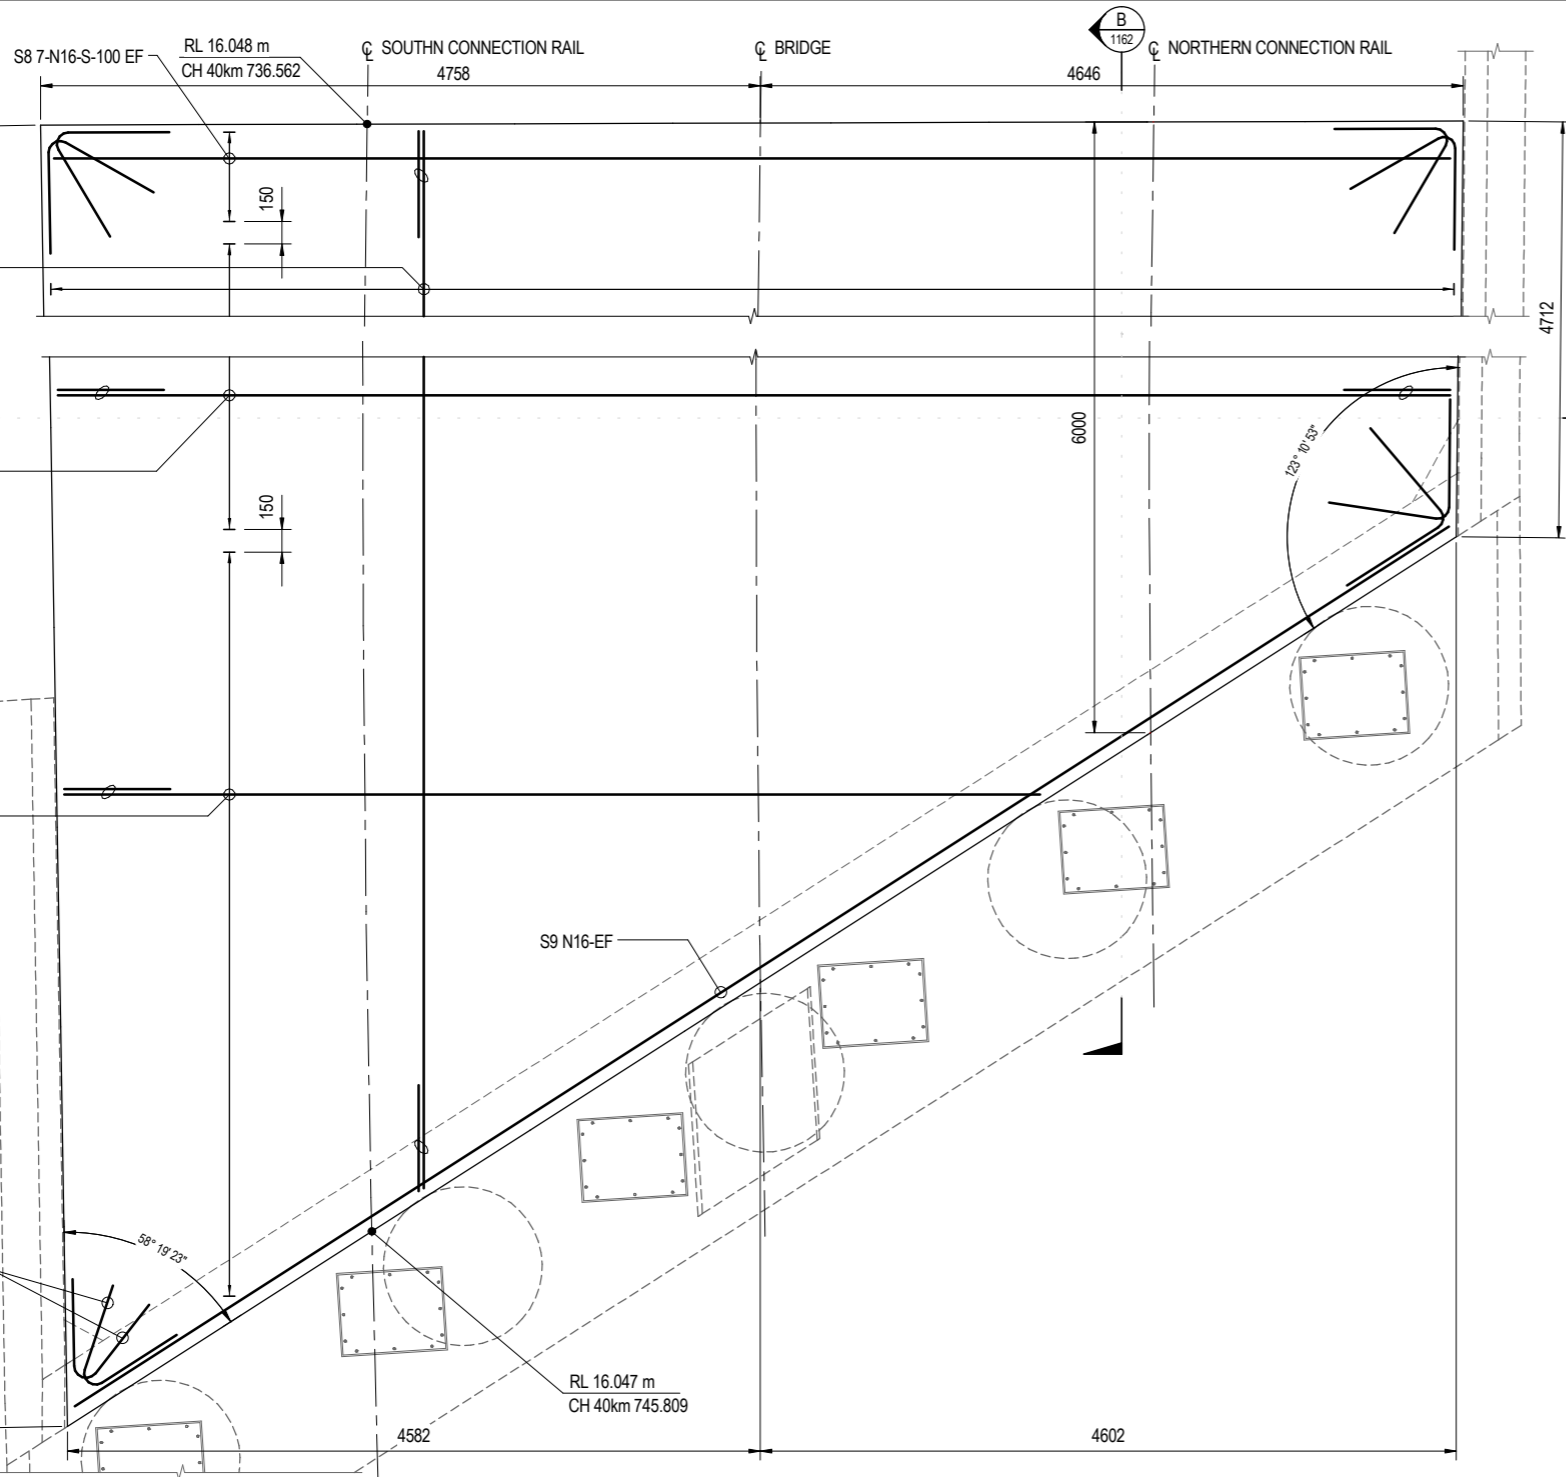 S8 7-N16-S-100 EF
RL 16.048 m
CH 40km 736.562
℄ SOUTHN CONNECTION RAIL
℄ BRIDGE
B
1162
℄ NORTHERN CONNECTION RAIL
4758
4646
150
4712
6000
123° 10' 53"
150
S9 N16-EF
58° 19' 23"
RL 16.047 m
CH 40km 745.809
4582
4602